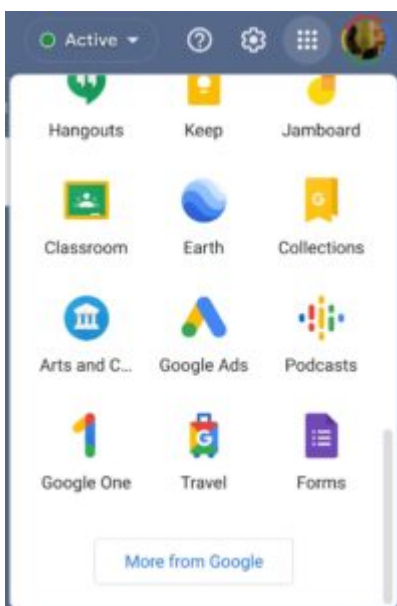 Active
Hangouts Keep Jamboard
Classroom Earth Collections
Arts and C... Google Ads Podcasts
Google One Travel Forms
More from Google